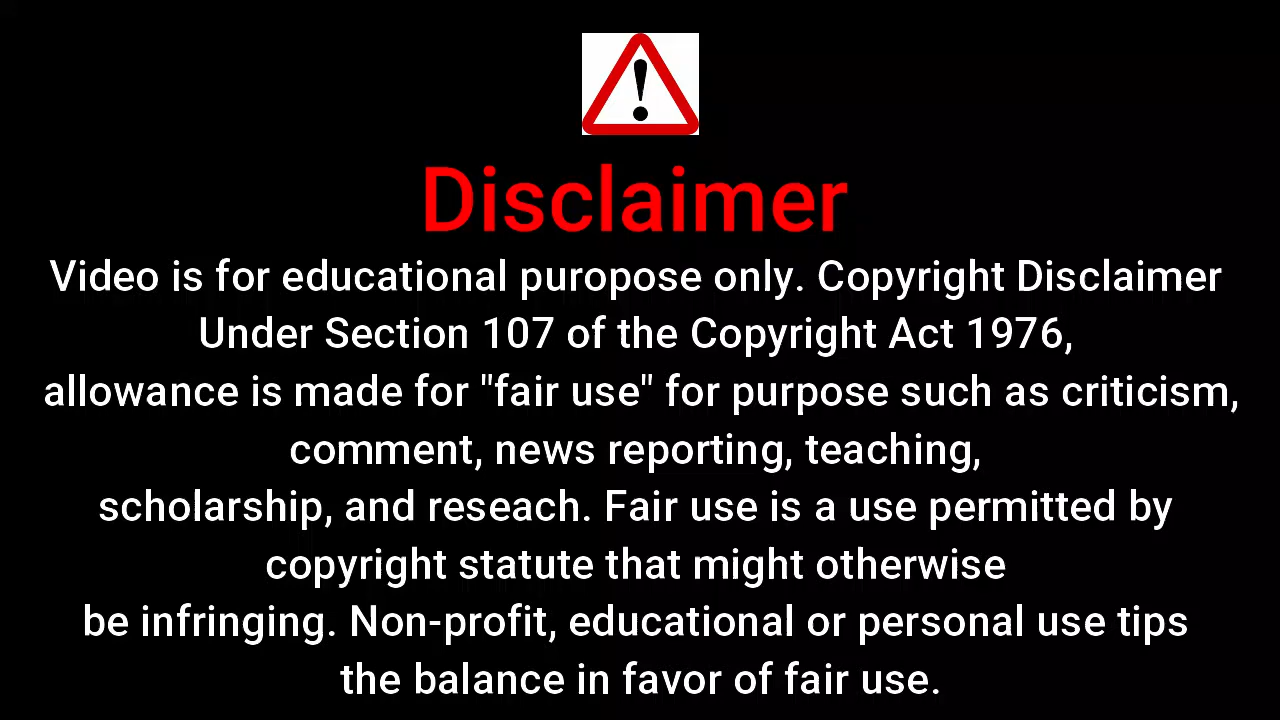 Disclaimer
Video is for educational puropose only. Copyright Disclaimer
Under Section 107 of the Copyright Act 1976,
allowance is made for "fair use" for purpose such as criticism,
comment, news reporting, teaching,
scholarship, and reseach. Fair use is a use permitted by
copyright statute that might otherwise
be infringing. Non-profit, educational or personal use tips
the balance in favor of fair use.